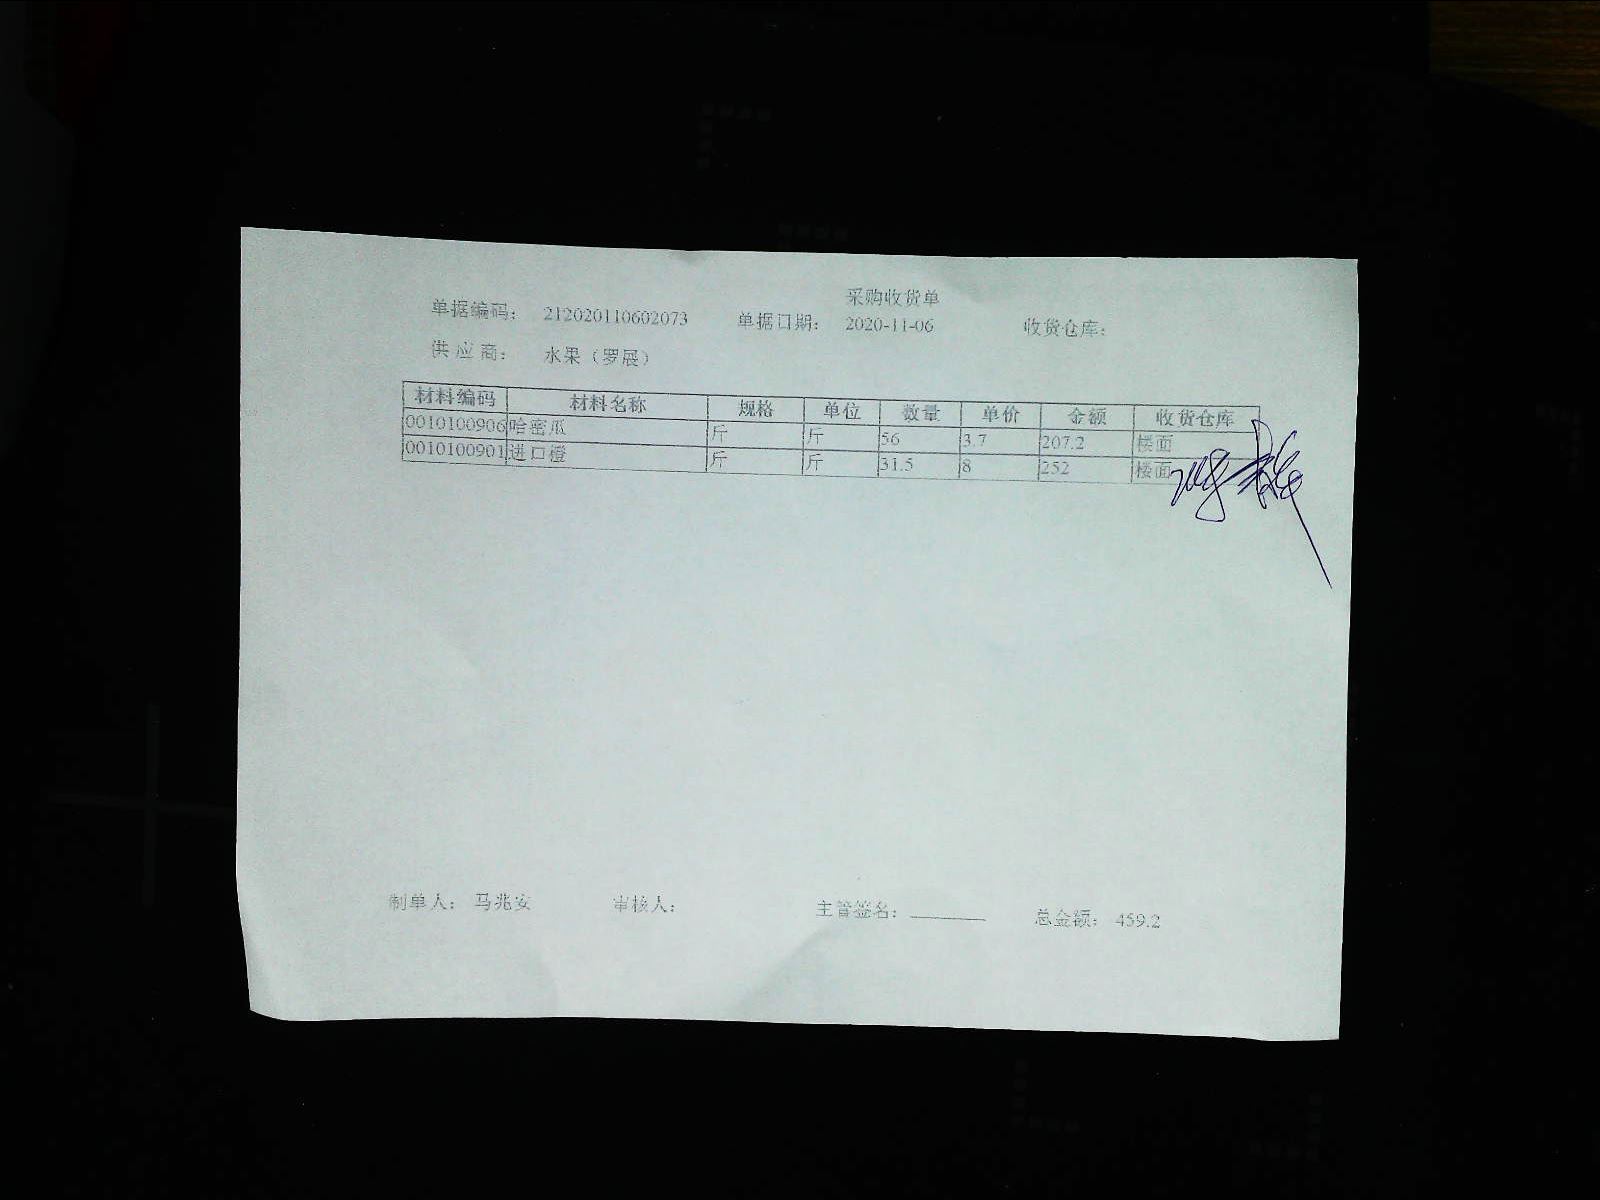 采购收货单
单据编码： 212020110602073 单据日期： 2020-11-06 收货仓库：
供 应 商： 水果（罗展）
材料编码 材料名称 规格 单位 数量 单价 金额 收货仓库
0010100906 哈密瓜 斤 斤 56 3.7 207.2 楼面
0010100901 进口橙 斤 斤 31.5 8 252 楼面
制单人： 马兆安 审核人： 主管签名： 总金额： 459.2